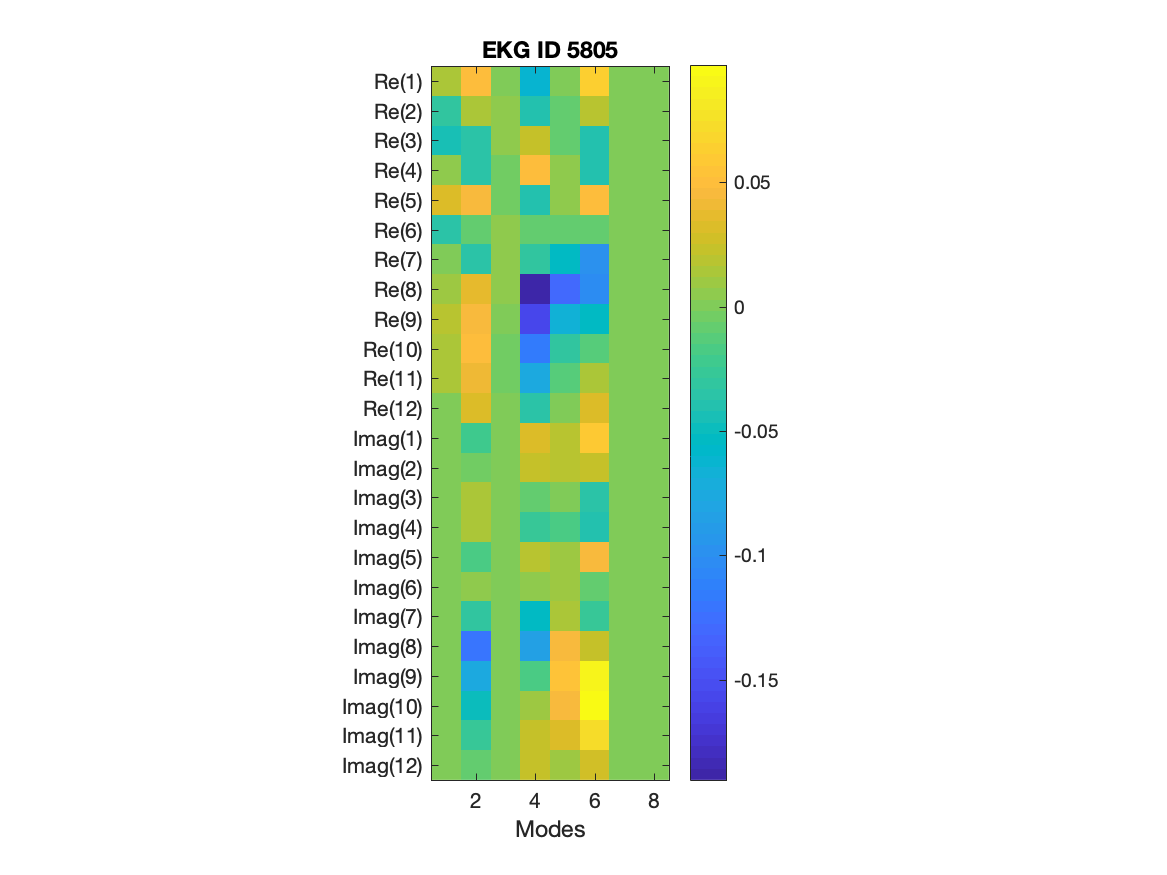 EKG ID 5805
Re(1)
Re(2)
Re(3)
Re(4)
Re(5)
Re(6)
Re(7)
Re(8)
Re(9)
Re(10)
Re(11)
Re(12)
Imag(1)
Imag(2)
Imag(3)
Imag(4)
Imag(5)
Imag(6)
Imag(7)
Imag(8)
Imag(9)
Imag(10)
Imag(11)
Imag(12)
2 4 6 8
Modes
0.05
0
-0.05
-0.1
-0.15